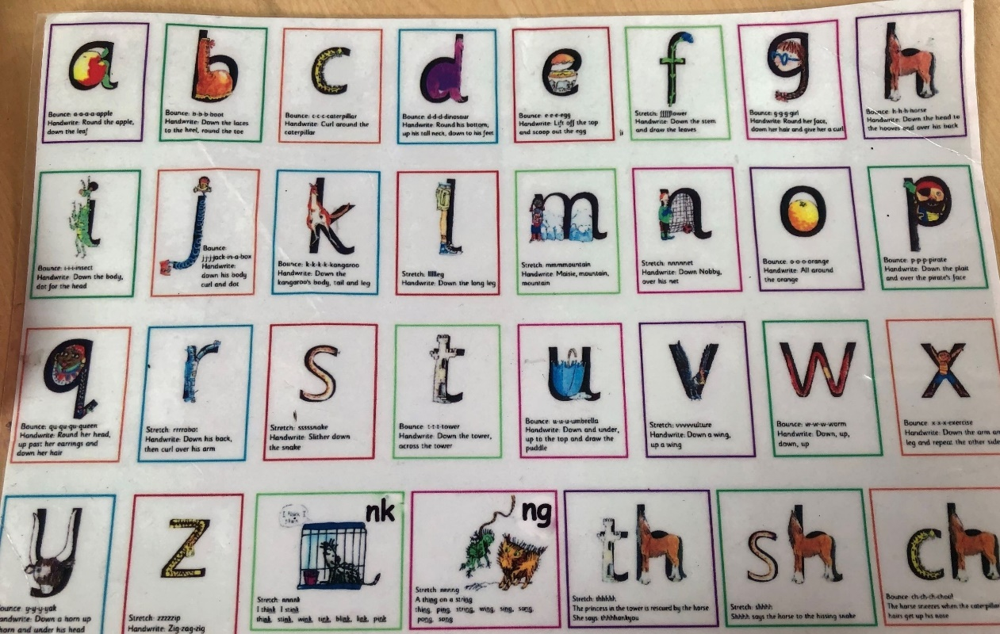 Bounce: a-a-a-a-apple
Handwrite: Round the apple,
down the leaf
Bounce: b-b-b-boot
Handwrite: Down the laces
to the heel, round the toe
Bounce: c-c-c-caterpillar
Handwrite: Curl around the
caterpillar
Bounce: d-d-d-dinosaur
Handwrite: Round his bottom,
up his tall neck, down to his feet
Bounce: e-e-e-egg
Handwrite: Lift off the top
and scoop out the egg
Stretch: ffffflower
Handwrite: Down the stem
and draw the leaves
Bounce: g-g-g-girl
Handwrite: Round her face,
down her hair and give her a curl
Bounce: h-h-h-horse
Handwrite: Down the head to
the hooves and over his back
Bounce: i-i-i-insect
Handwrite: Down the body,
dot for the head
Bounce:
jjjjack-in-a-box
Handwrite:
down his body
curl and dot
Bounce: k-k-k-k-kangaroo
Handwrite: Down the
kangaroo's body, tail and leg
Stretch: lllleg
Handwrite: Down the long leg
Stretch: mmmmountain
Handwrite: Maisie, mountain,
mountain
Stretch: nnnnnet
Handwrite: Down Nobby,
over his net
Bounce: o-o-o-orange
Handwrite: All around
the orange
Bounce: p-p-p-pirate
Handwrite: Down the plait
and over the pirate's face
Bounce: qu-qu-qu-queen
Handwrite: Round her head,
up past her earrings and
down her hair
Stretch: rrrrobot
Handwrite: Down his back,
then curl over his arm
Stretch: sssssnake
Handwrite: Slither down
the snake
Bounce: t-t-t-tower
Handwrite: Down the tower,
across the tower
Bounce: u-u-u-umbrella
Handwrite: Down and under,
up to the top and draw the
puddle
Stretch: vvvvvulture
Handwrite: Down a wing,
up a wing
Bounce: w-w-w-worm
Handwrite: Down, up,
down, up
Bounce: x-x-x-exercise
Handwrite: Down the arm an
leg and repeat the other side
ounce: y-y-y-yak
andwrite: Down a horn up
horn and under his head
z
Stretch: zzzzzip
Handwrite: Zig-zag-zig
nk
Stretch: nnnnk
I think I stink
think, stink, wink, tink, blink, kink, pink
ng
Stretch: nnnng
A thing on a string
thing, ping, string, wing, sing, sang,
pong, song
th
Stretch: thhhhh
The princess in the tower is rescued by the horse
She says thhhhankyou
sh
Stretch: shhhh
Shhhh says the horse to the hissing snake
ch
Bounce: ch-ch-ch-choo!
The horse sneezes when the caterpillar
hairs get up his nose